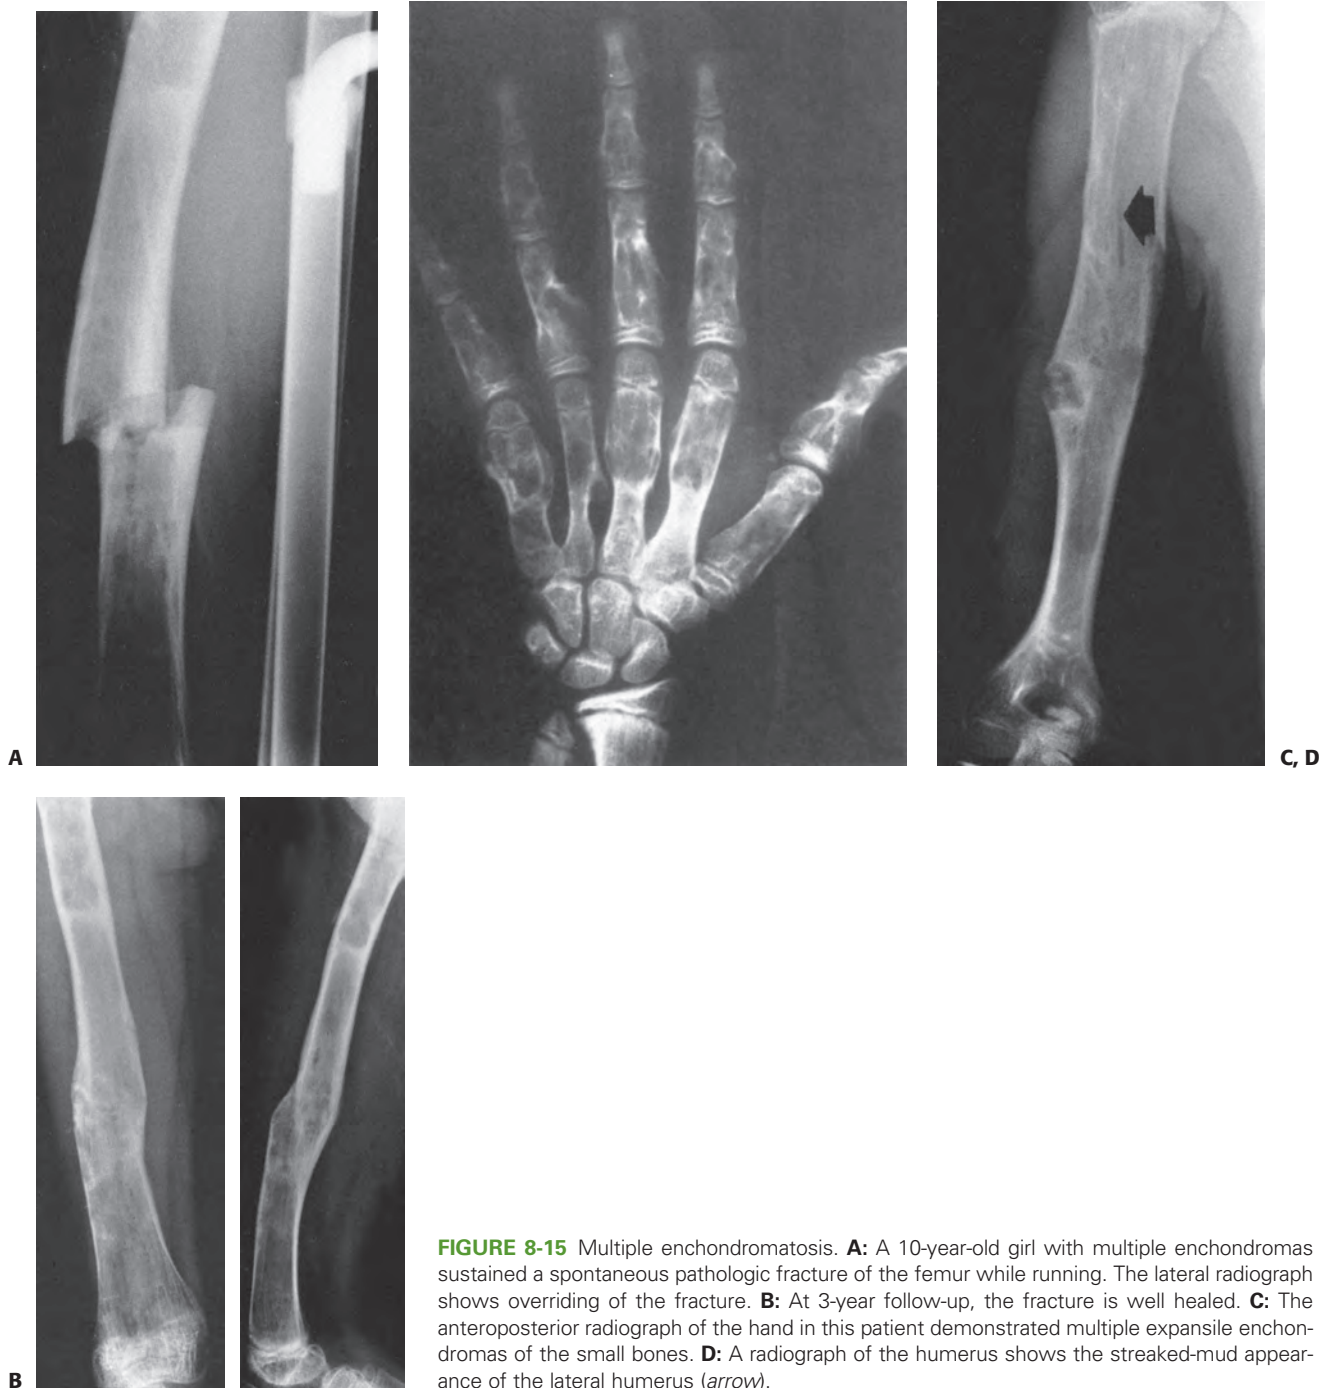 A
C, D
B
FIGURE 8-15 Multiple enchondromatosis. A: A 10-year-old girl with multiple enchondromas
sustained a spontaneous pathologic fracture of the femur while running. The lateral radiograph
shows overriding of the fracture. B: At 3-year follow-up, the fracture is well healed. C: The
anteroposterior radiograph of the hand in this patient demonstrated multiple expansile enchon-
dromas of the small bones. D: A radiograph of the humerus shows the streaked-mud appear-
ance of the lateral humerus (arrow).